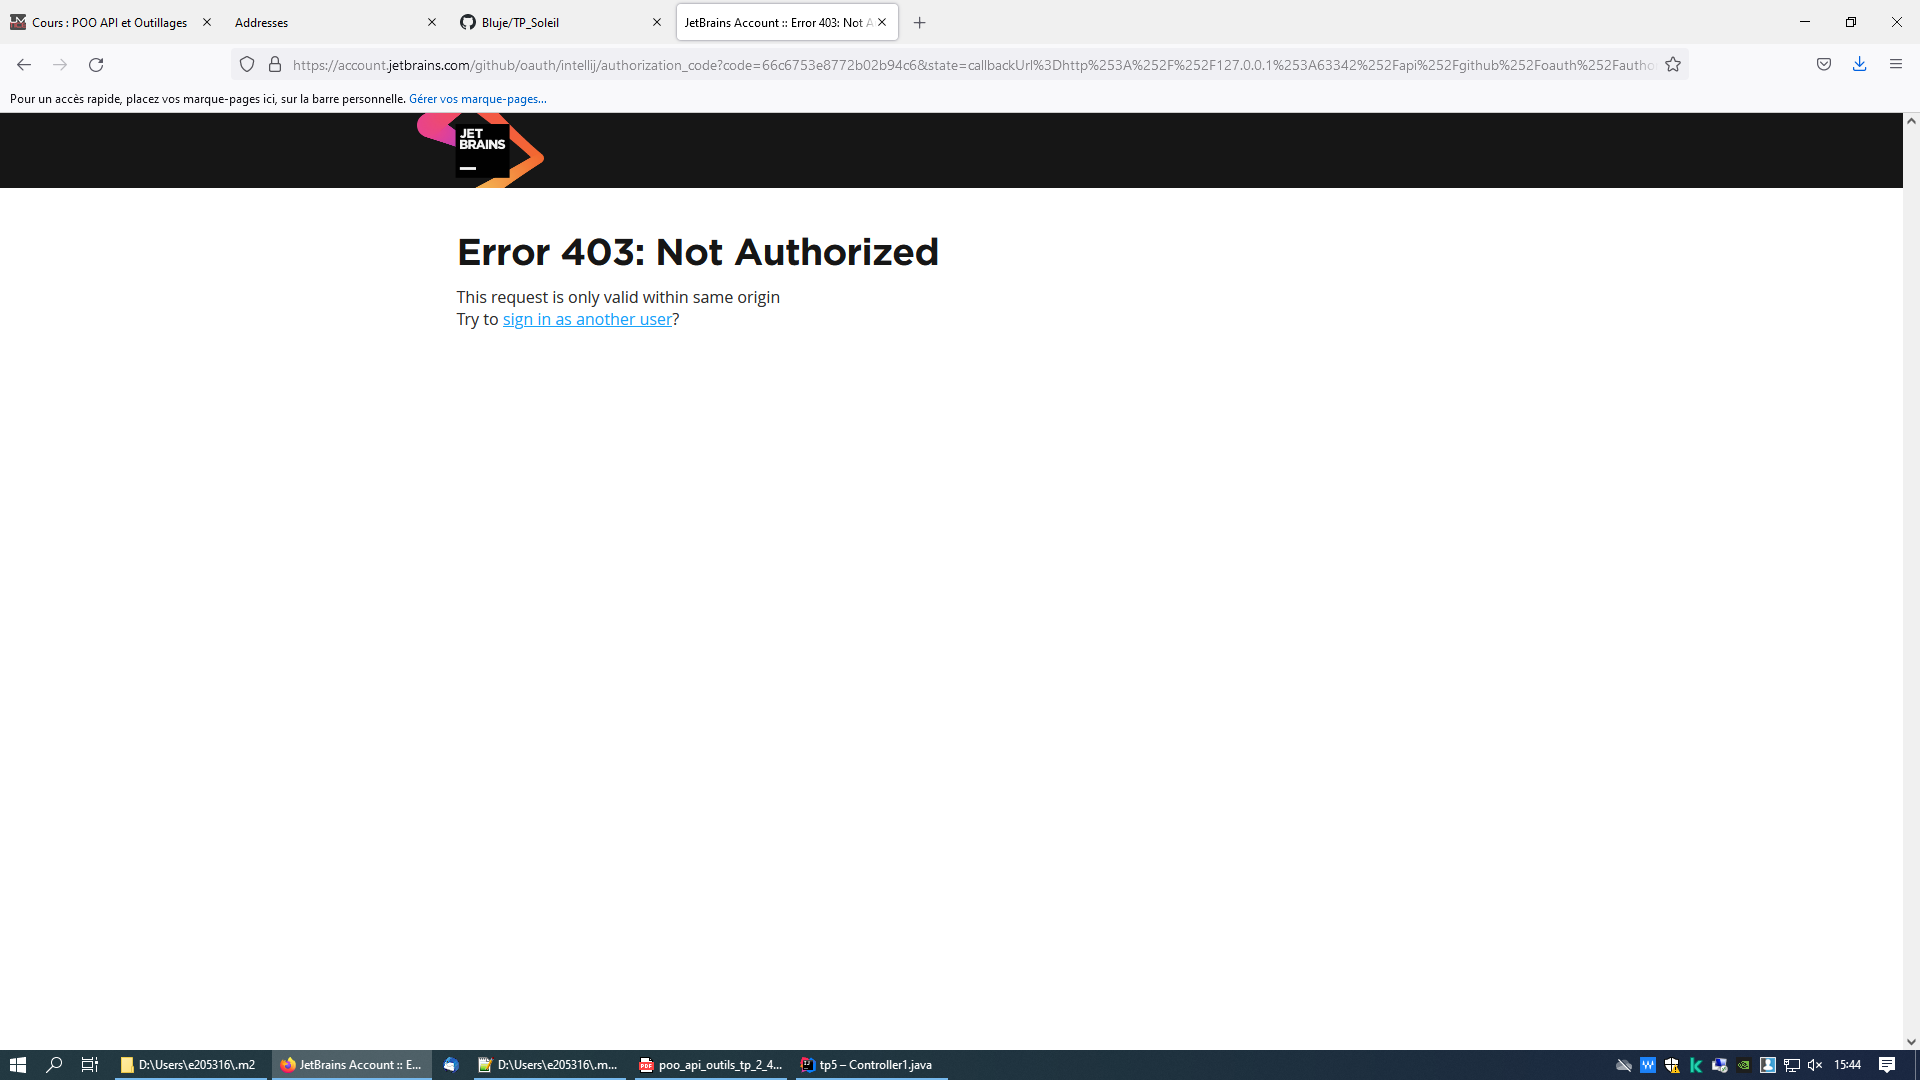 Cours : POO API et Outillages
Addresses
Bluje/TP_Soleil
JetBrains Account :: Error 403: Not A
https://account.jetbrains.com/github/oauth/intellij/authorization_code?code=66c6753e8772b02b94c6&state=callbackUrl%3Dhttp%253A%252F%252F127.0.0.1%253A63342%252Fapi%252Fgithub%252Foauth%252Fautho
Pour un accès rapide, placez vos marque-pages ici, sur la barre personnelle. Gérer vos marque-pages...
JET
BRAINS
Error 403: Not Authorized
This request is only valid within same origin
Try to sign in as another user?
D:\Users\e205316\.m2
JetBrains Account :: E...
D:\Users\e205316\.m...
poo_api_outils_tp_2_4...
tp5 – Controller1.java
15:44